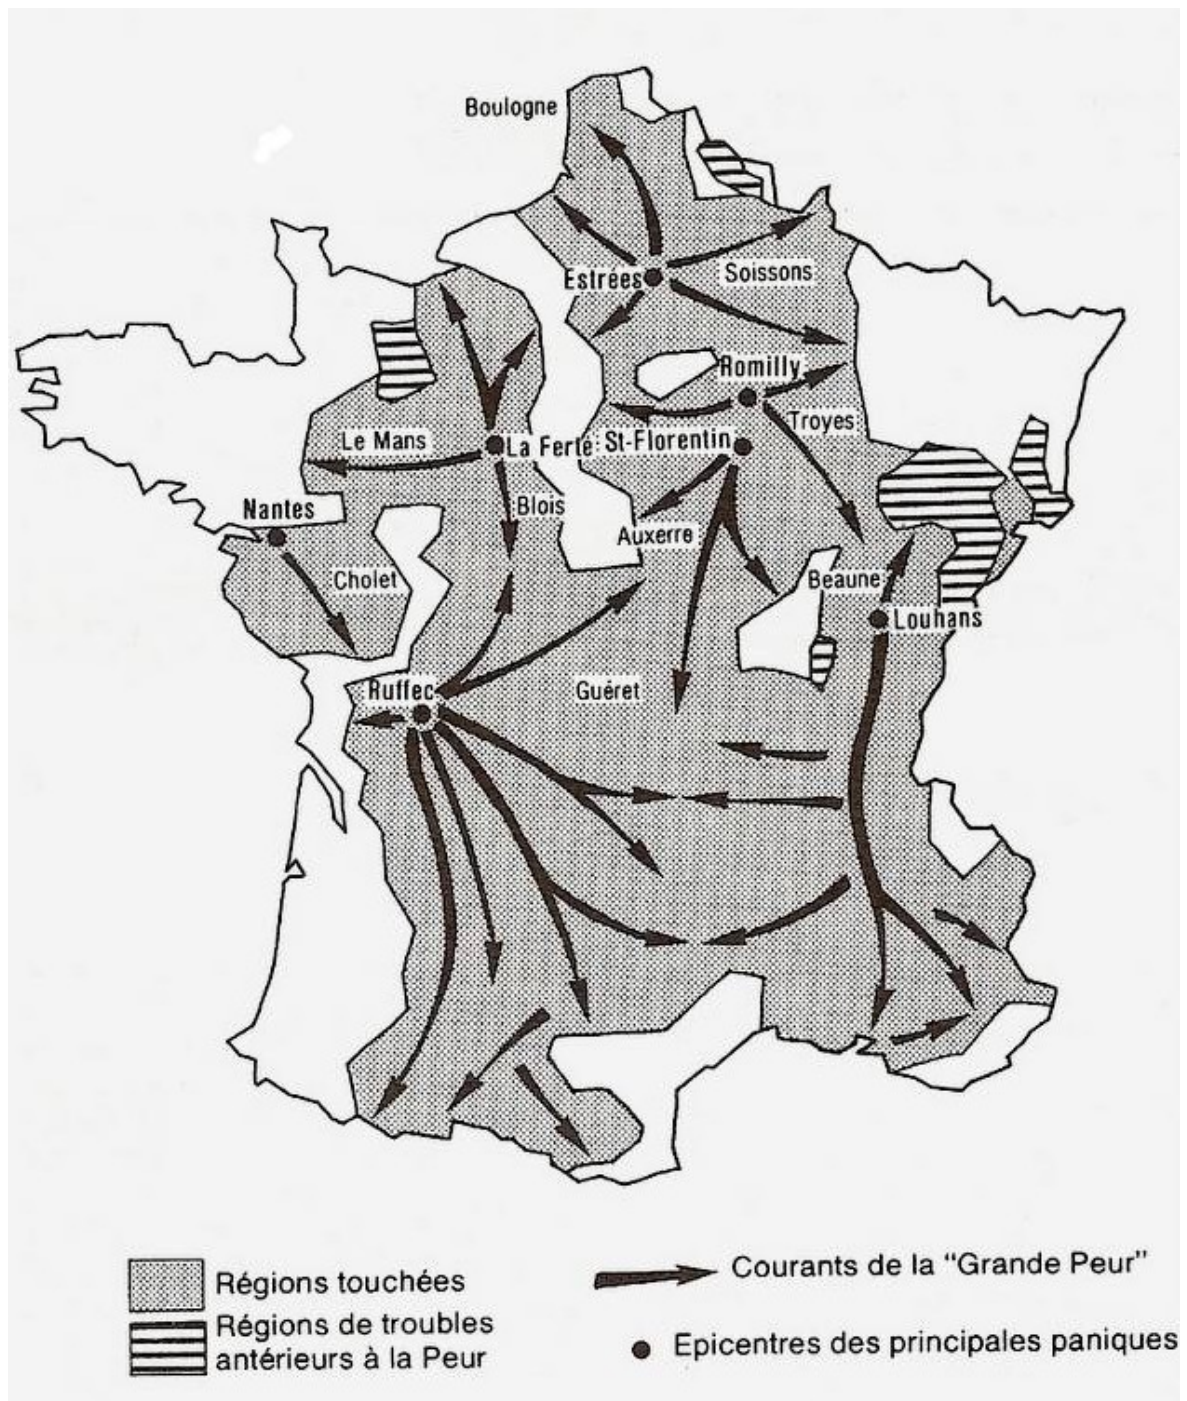 Boulogne
Estrées
Soissons
Romilly
Troyes
Le Mans
La Ferté
St-Florentin
Blois
Auxerre
Nantes
Cholet
Beaune
Louhans
Ruffec
Guéret
Régions touchées
Régions de troubles
antérieurs à la Peur
Courants de la "Grande Peur"
Epicentres des principales paniques